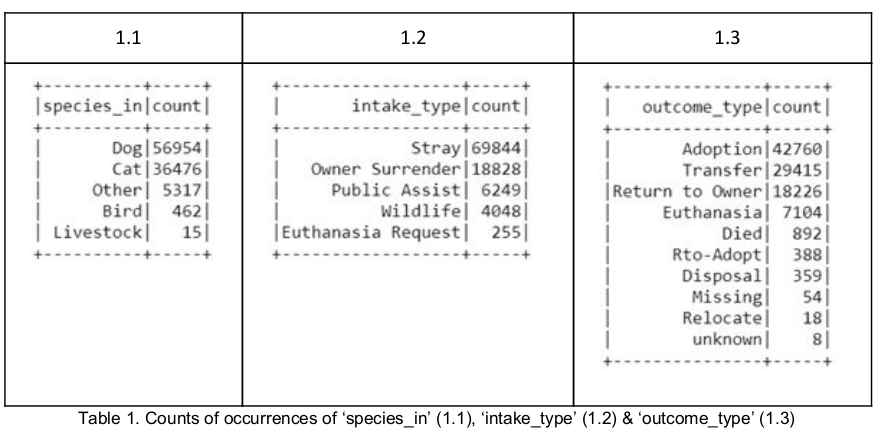 1.1
1.2
1.3
+----------+-----+
|species_in|count|
+----------+-----+
|       Dog|56954|
|       Cat|36476|
|     Other| 5317|
|      Bird|  462|
| Livestock|   15|
+----------+-----+
+------------------+-----+
|       intake_type|count|
+------------------+-----+
|             Stray|69844|
|   Owner Surrender|18828|
|     Public Assist| 6249|
|          Wildlife| 4048|
|Euthanasia Request|  255|
+------------------+-----+
+---------------+-----+
|   outcome_type|count|
+---------------+-----+
|       Adoption|42760|
|       Transfer|29415|
|Return to Owner|18226|
|     Euthanasia| 7104|
|           Died|  892|
|      Rto-Adopt|  388|
|       Disposal|  359|
|        Missing|   54|
|       Relocate|   18|
|        unknown|    8|
+---------------+-----+
Table 1. Counts of occurrences of ‘species_in’ (1.1), ‘intake_type’ (1.2) & ‘outcome_type’ (1.3)